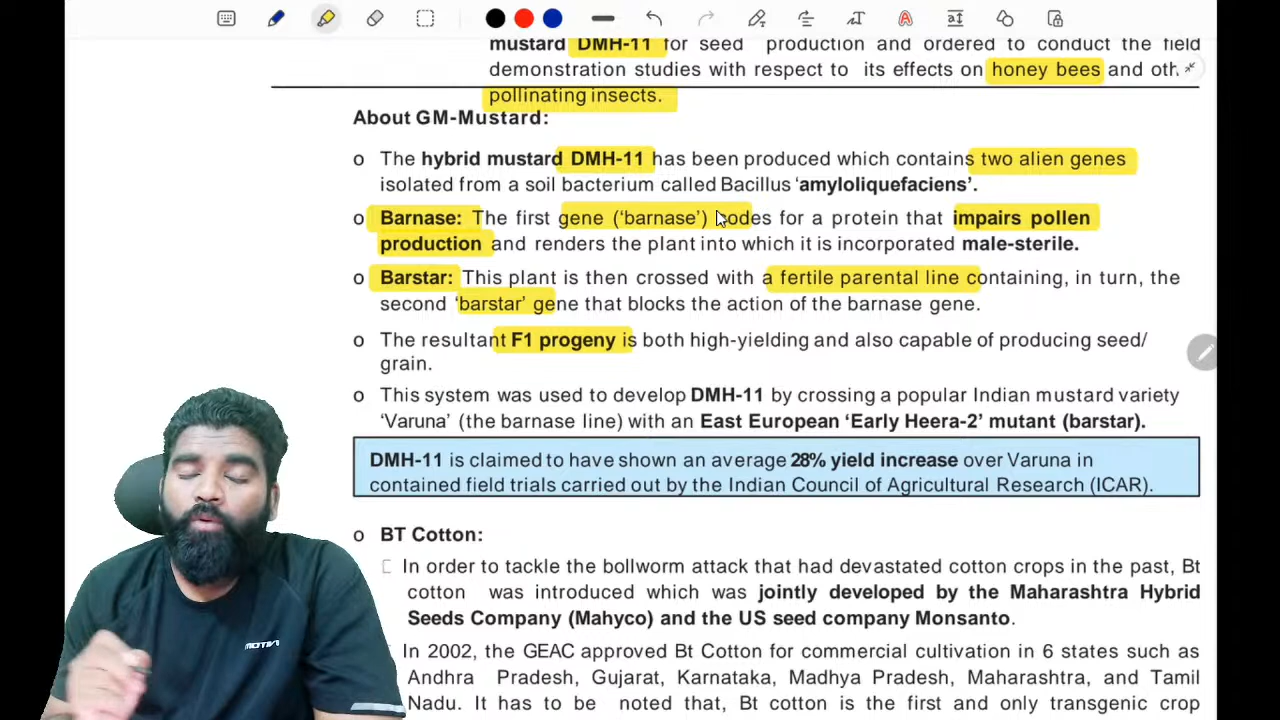 mustard DMH-11 for seed production and ordered to conduct the field
demonstration studies with respect to its effects on honey bees and oth
pollinating insects.
About GM-Mustard:
o The hybrid mustard DMH-11 has been produced which contains two alien genes
isolated from a soil bacterium called Bacillus ‘amyloliquefaciens’.
o Barnase: The first gene (‘barnase’) codes for a protein that impairs pollen
production and renders the plant into which it is incorporated male-sterile.
o Barstar: This plant is then crossed with a fertile parental line containing, in turn, the
second ‘barstar’ gene that blocks the action of the barnase gene.
o The resultant F1 progeny is both high-yielding and also capable of producing seed/
grain.
o This system was used to develop DMH-11 by crossing a popular Indian mustard variety
‘Varuna’ (the barnase line) with an East European ‘Early Heera-2’ mutant (barstar).
DMH-11 is claimed to have shown an average 28% yield increase over Varuna in
contained field trials carried out by the Indian Council of Agricultural Research (ICAR).
o BT Cotton:
In order to tackle the bollworm attack that had devastated cotton crops in the past, Bt
cotton was introduced which was jointly developed by the Maharashtra Hybrid
Seeds Company (Mahyco) and the US seed company Monsanto.
In 2002, the GEAC approved Bt Cotton for commercial cultivation in 6 states such as
Andhra Pradesh, Gujarat, Karnataka, Madhya Pradesh, Maharashtra, and Tamil
Nadu. It has to be noted that, Bt cotton is the first and only transgenic crop